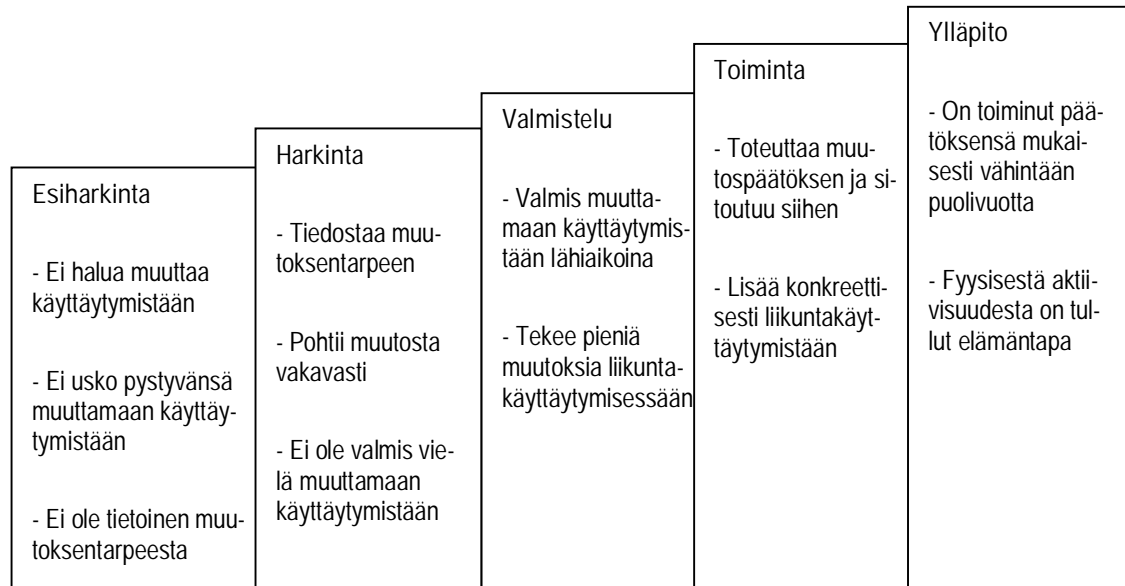 Esiharkinta
- Ei halua muuttaa
käyttäytymistään
- Ei usko pystyvänsä
muuttamaan käyttäy-
tymistään
- Ei ole tietoinen muu-
toksentarpeesta
Harkinta
- Tiedostaa muu-
toksentarpeen
- Pohtii muutosta
vakavasti
- Ei ole valmis vie-
lä muuttamaan
käyttäytymistään
Valmistelu
- Valmis muutta-
maan käyttäytymis-
tään lähiaikoina
- Tekee pieniä
muutoksia liikunta-
käyttäytymisessään
Toiminta
- Toteuttaa muu-
tospäätöksen ja si-
toutuu siihen
- Lisää konkreetti-
sesti liikuntakäyt-
täytymistään
Ylläpito
- On toiminut pää-
töksensä mukai-
sesti vähintään
puolivuotta
- Fyysisestä aktii-
visuudesta on tul-
lut elämäntapa